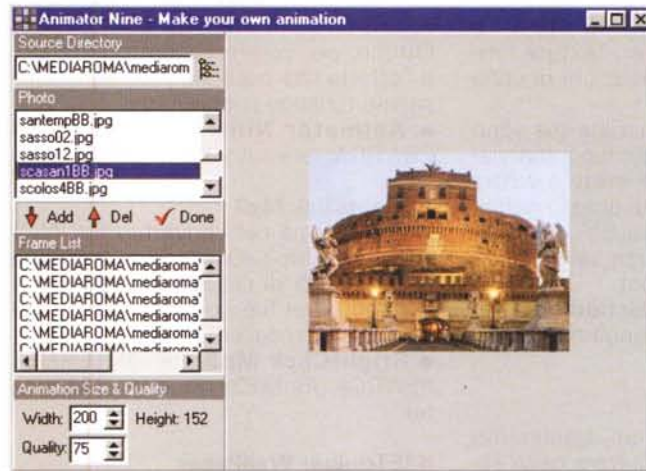 Animator Nine - Make your own animation
Source Directory
C:\MEDIAROMA\mediarom
Photo
santempBB.jpg
sasso02.jpg
sasso12.jpg
scasan1BB.jpg
scolos4BB.jpg
Add Del Done
Frame List
C:\MEDIAROMA\mediaroma'
C:\MEDIAROMA\mediaroma'
C:\MEDIAROMA\mediaroma'
C:\MEDIAROMA\mediaroma'
C:\MEDIAROMA\mediaroma'
C:\MEDIAROMA\mediaroma'
Animation Size & Quality
Width: 200 Height: 152
Quality: 75